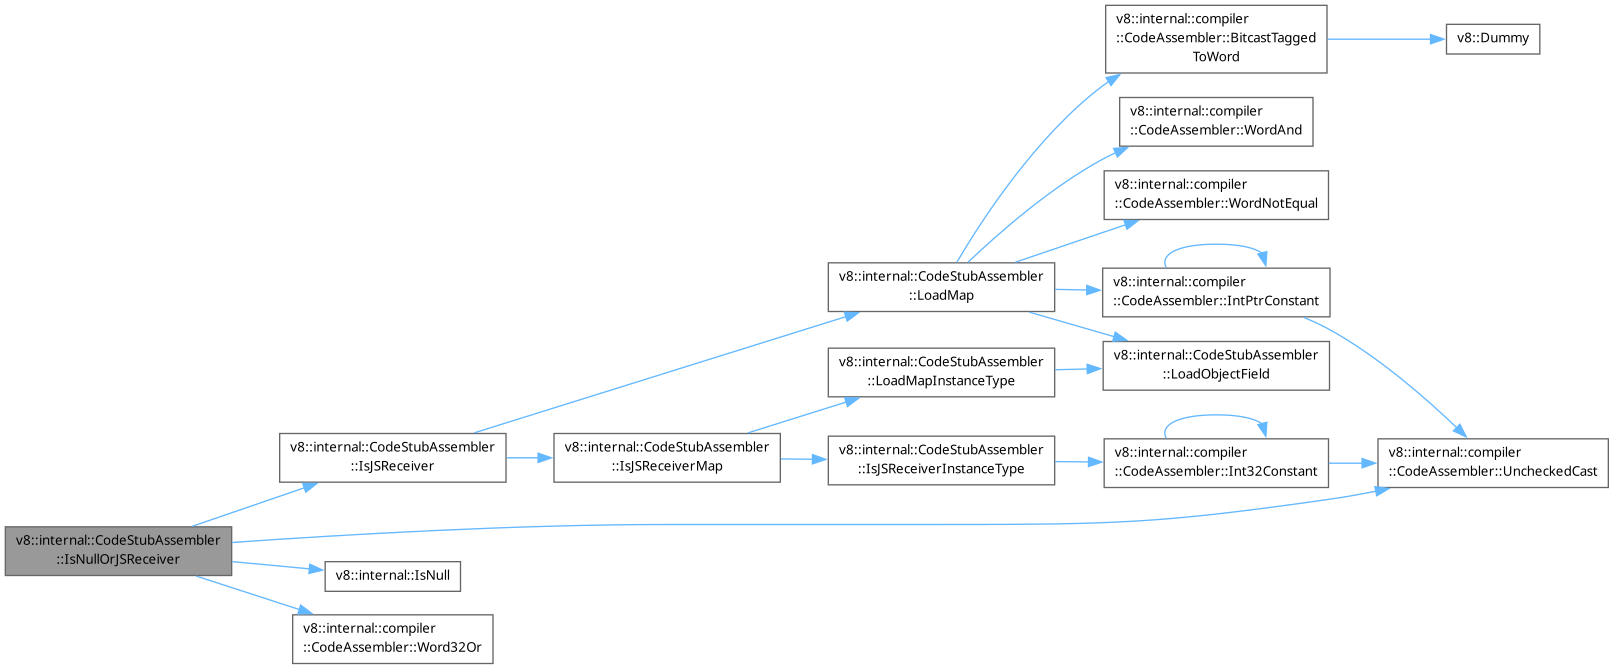 v8::internal::compiler
::CodeAssembler::BitcastTagged
ToWord
v8::Dummy
v8::internal::compiler
::CodeAssembler::WordAnd
v8::internal::compiler
::CodeAssembler::WordNotEqual
v8::internal::CodeStubAssembler
::LoadMap
v8::internal::compiler
::CodeAssembler::IntPtrConstant
v8::internal::CodeStubAssembler
::LoadObjectField
v8::internal::CodeStubAssembler
::LoadMapInstanceType
v8::internal::CodeStubAssembler
::IsJSReceiver
v8::internal::CodeStubAssembler
::IsJSReceiverMap
v8::internal::CodeStubAssembler
::IsJSReceiverInstanceType
v8::internal::compiler
::CodeAssembler::Int32Constant
v8::internal::compiler
::CodeAssembler::UncheckedCast
v8::internal::CodeStubAssembler
::IsNullOrJSReceiver
v8::internal::IsNull
v8::internal::compiler
::CodeAssembler::Word32Or